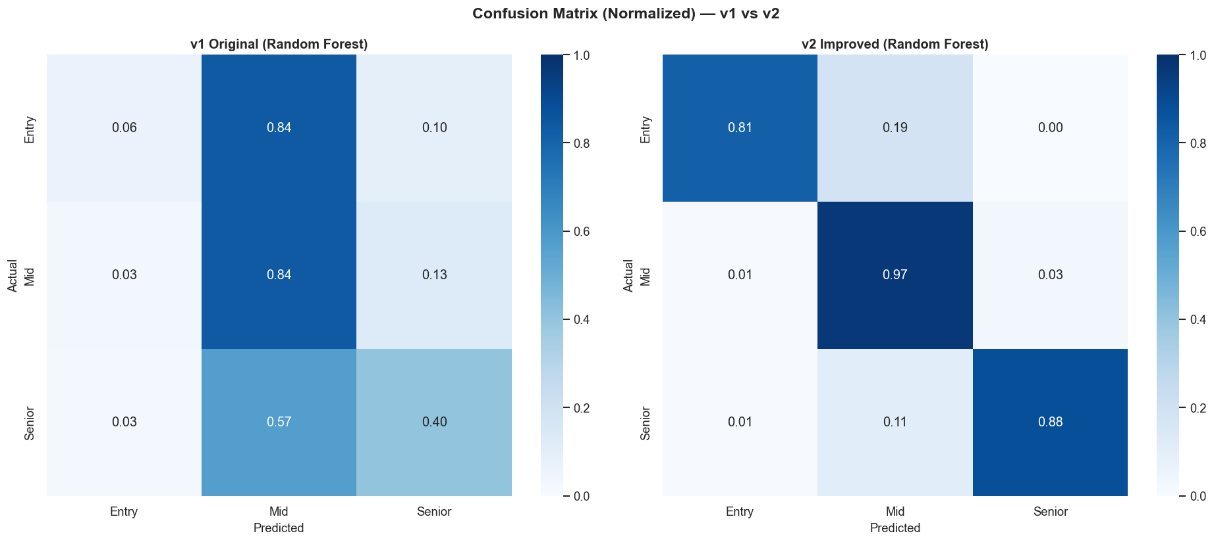 Confusion Matrix (Normalized) — v1 vs v2
v1 Original (Random Forest)
Actual
Entry
Mid
Senior
0.06 0.84 0.10
0.03 0.84 0.13
0.03 0.57 0.40
Entry Mid Senior
Predicted
1.0
0.8
0.6
0.4
0.2
0.0
v2 Improved (Random Forest)
Actual
Entry
Mid
Senior
0.81 0.19 0.00
0.01 0.97 0.03
0.01 0.11 0.88
Entry Mid Senior
Predicted
1.0
0.8
0.6
0.4
0.2
0.0